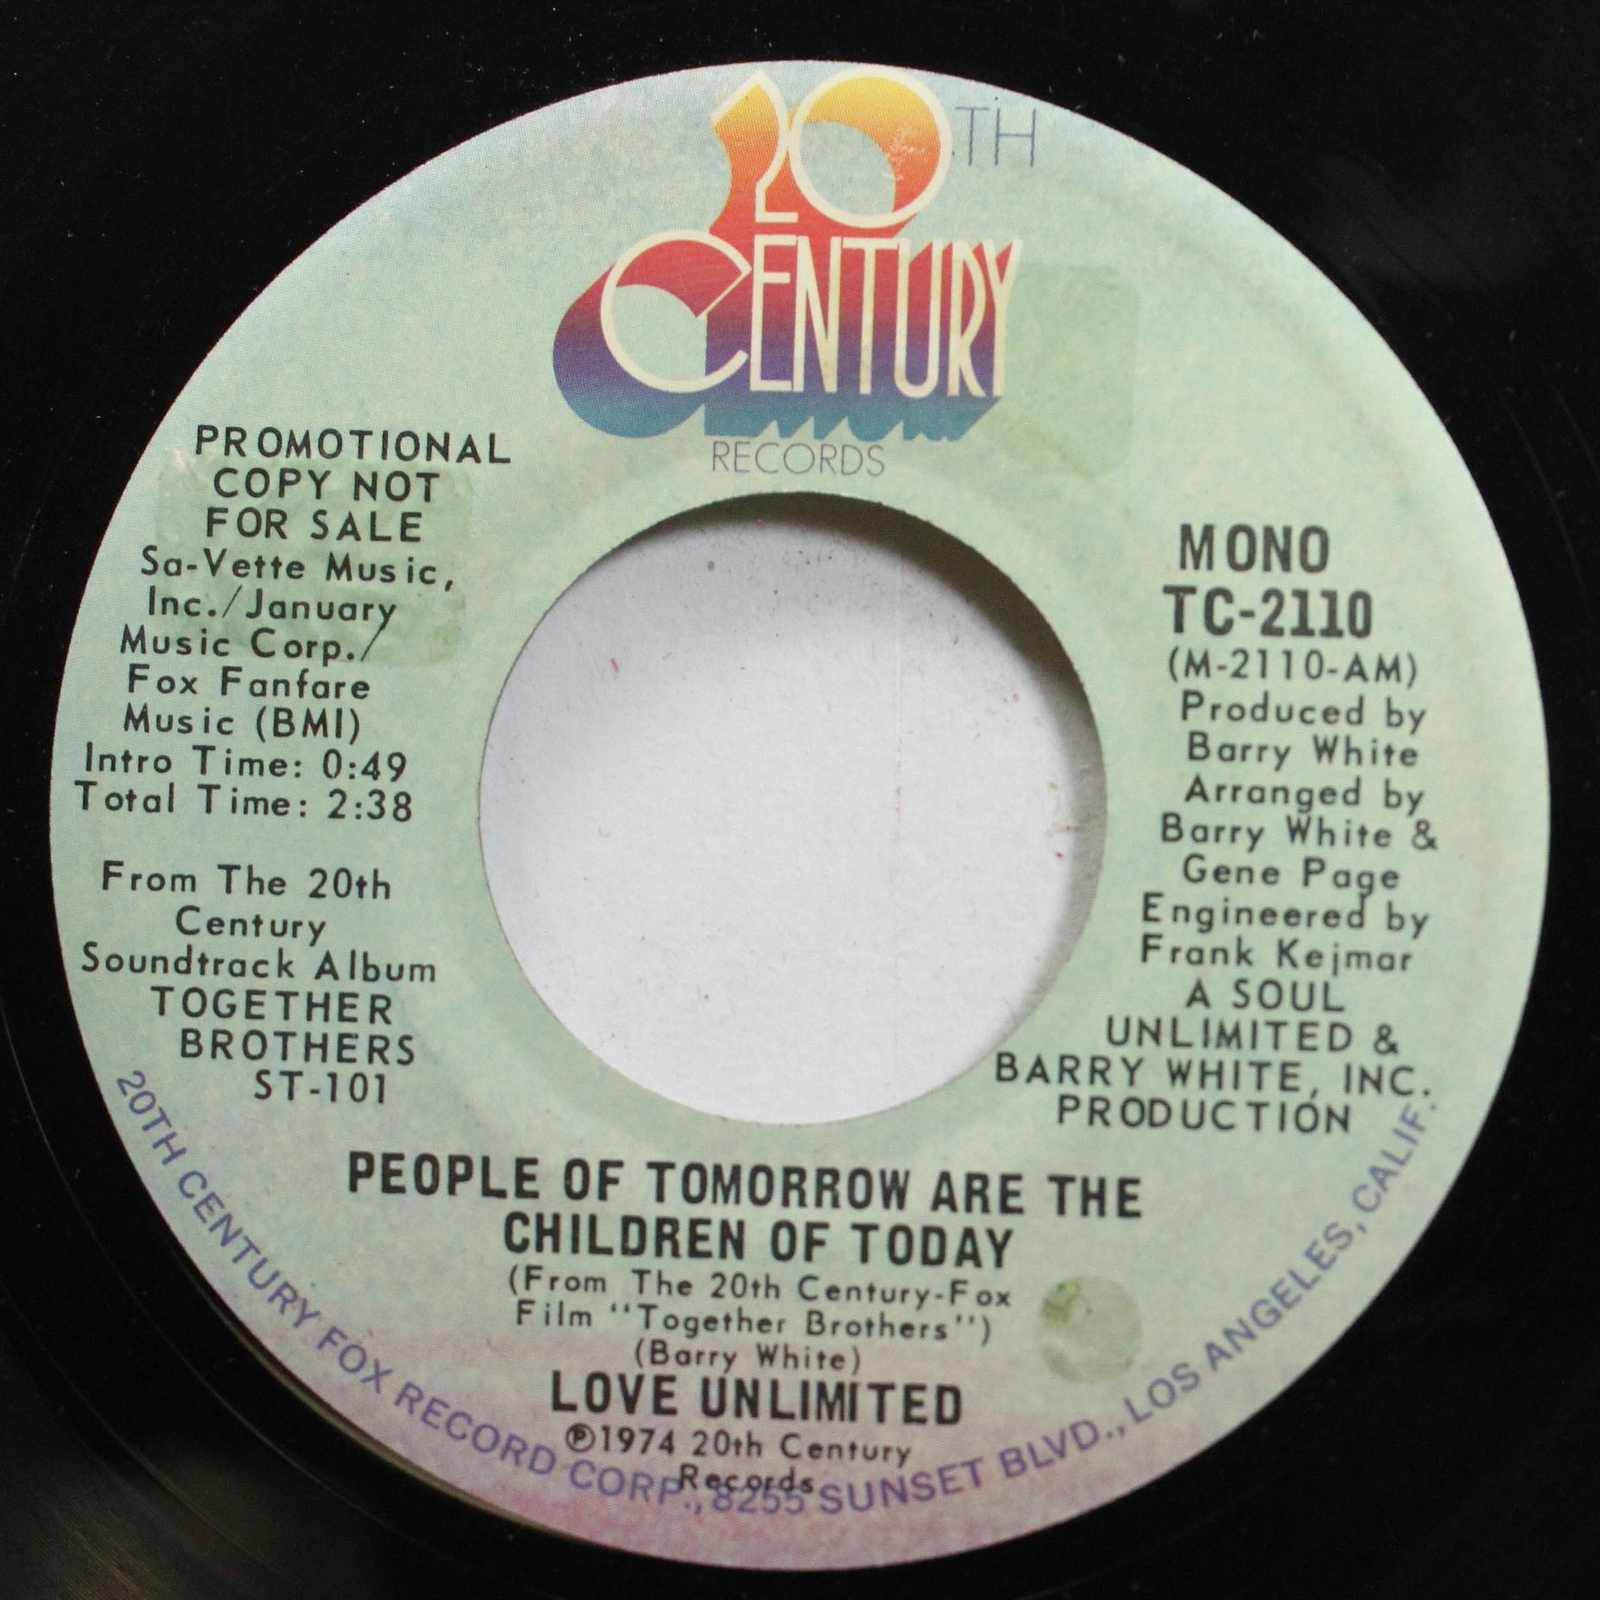 20TH
CENTURY
RECORDS
PROMOTIONAL
COPY NOT
FOR SALE
Sa-Vette Music,
Inc./January
Music Corp./
Fox Fanfare
Music (BMI)
Intro Time: 0:49
Total Time: 2:38
From The 20th
Century
Soundtrack Album
TOGETHER
BROTHERS
ST-101
MONO
TC-2110
(M-2110-AM)
Produced by
Barry White
Arranged by
Barry White &
Gene Page
Engineered by
Frank Kejmar
A SOUL
UNLIMITED &
BARRY WHITE, INC.
PRODUCTION
PEOPLE OF TOMORROW ARE THE
CHILDREN OF TODAY
(From The 20th Century-Fox
Film "Together Brothers")
(Barry White)
LOVE UNLIMITED
℗1974 20th Century
Records
20TH CENTURY FOX RECORD CORP., 8255 SUNSET BLVD., LOS ANGELES, CALIF.